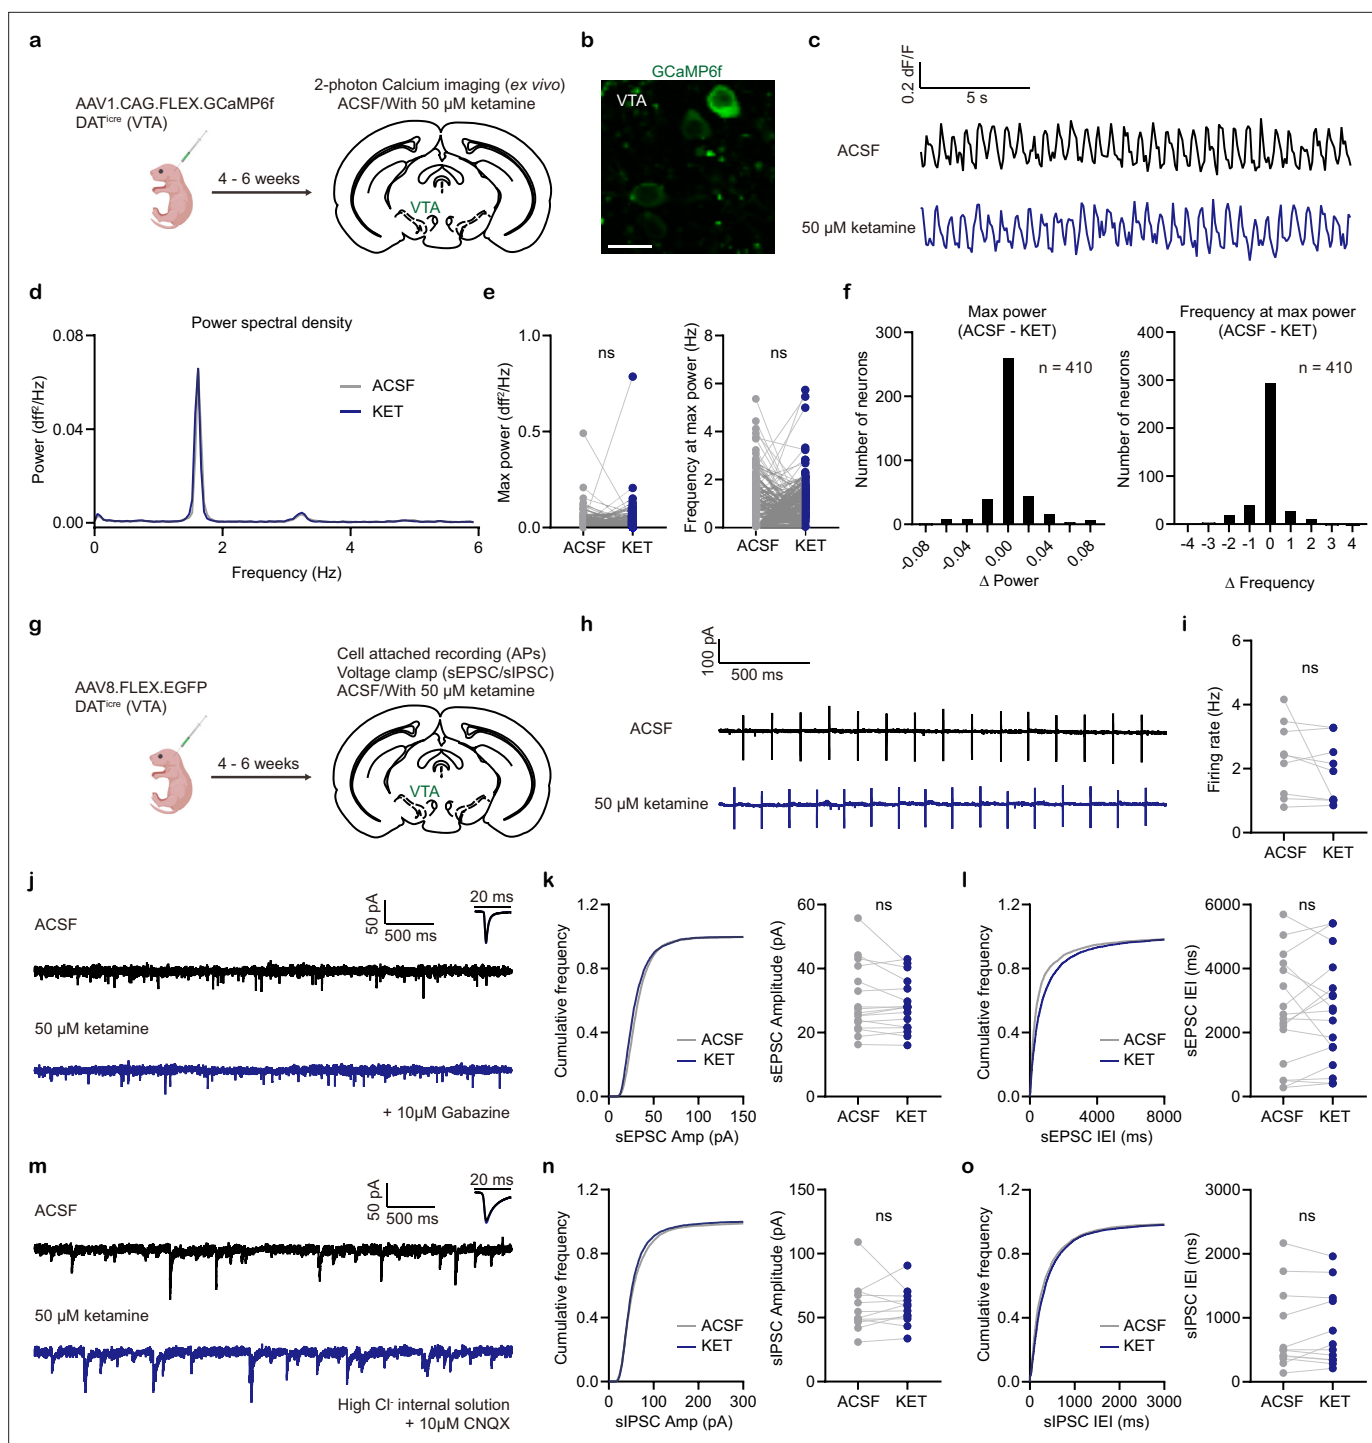 a
AAV1.CAG.FLEX.GCaMP6f
DATicre (VTA)
4 - 6 weeks
2-photon Calcium imaging (ex vivo)
ACSF/With 50 µM ketamine
VTA
b
GCaMP6f
VTA
c
0.2 dF/F
5 s
ACSF
50 µM ketamine
d
Power spectral density
Power (dff²/Hz)
0.08
0.04
0.00
ACSF
KET
0 2 4 6
Frequency (Hz)
e
Max power (dff²/Hz)
1.0
0.5
0.0
ns
ACSF KET
Frequency at max power (Hz)
8
6
4
2
0
ns
ACSF KET
f
Max power
(ACSF - KET)
Number of neurons
300
200
100
0
n = 410
-0.08 -0.04 0.00 0.04 0.08
Δ Power
Frequency at max power
(ACSF - KET)
Number of neurons
400
300
200
100
0
n = 410
-4 -3 -2 -1 0 1 2 3 4
Δ Frequency
g
AAV8.FLEX.EGFP
DATicre (VTA)
4 - 6 weeks
Cell attached recording (APs)
Voltage clamp (sEPSC/sIPSC)
ACSF/With 50 µM ketamine
VTA
h
100 pA
500 ms
ACSF
50 µM ketamine
i
Firing rate (Hz)
6
4
2
0
ns
ACSF KET
j
ACSF
50 pA
500 ms
20 ms
50 µM ketamine
+ 10µM Gabazine
k
Cumulative frequency
1.2
0.8
0.4
0.0
ACSF
KET
0 50 100 150
sEPSC Amp (pA)
sEPSC Amplitude (pA)
60
40
20
0
ns
ACSF KET
l
Cumulative frequency
1.2
0.8
0.4
0.0
ACSF
KET
0 4000 8000
sEPSC IEI (ms)
sEPSC IEI (ms)
6000
4000
2000
0
ns
ACSF KET
m
ACSF
50 pA
500 ms
20 ms
50 µM ketamine
High Cl⁻ internal solution
+ 10µM CNQX
n
Cumulative frequency
1.2
0.8
0.4
0.0
ACSF
KET
0 100 200 300
sIPSC Amp (pA)
sIPSC Amplitude (pA)
150
100
50
0
ns
ACSF KET
o
Cumulative frequency
1.2
0.8
0.4
0.0
ACSF
KET
0 1000 2000 3000
sIPSC IEI (ms)
sIPSC IEI (ms)
3000
2000
1000
0
ns
ACSF KET